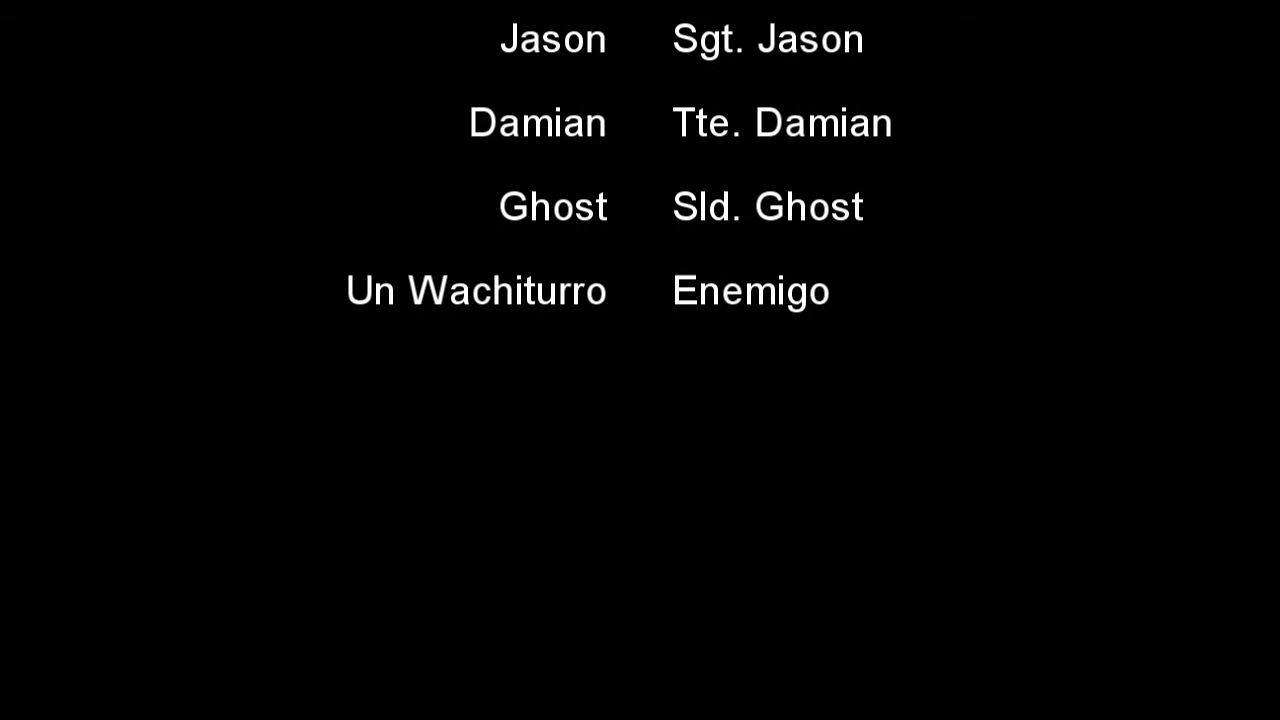 Jason Sgt. Jason
Damian Tte. Damian
Ghost Sld. Ghost
Un Wachiturro Enemigo